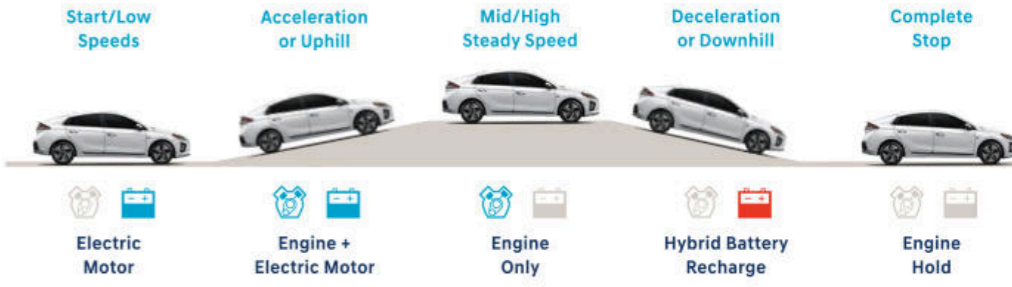 Start/Low
Speeds
Acceleration
or Uphill
Mid/High
Steady Speed
Deceleration
or Downhill
Complete
Stop
Electric
Motor
Engine +
Electric Motor
Engine
Only
Hybrid Battery
Recharge
Engine
Hold